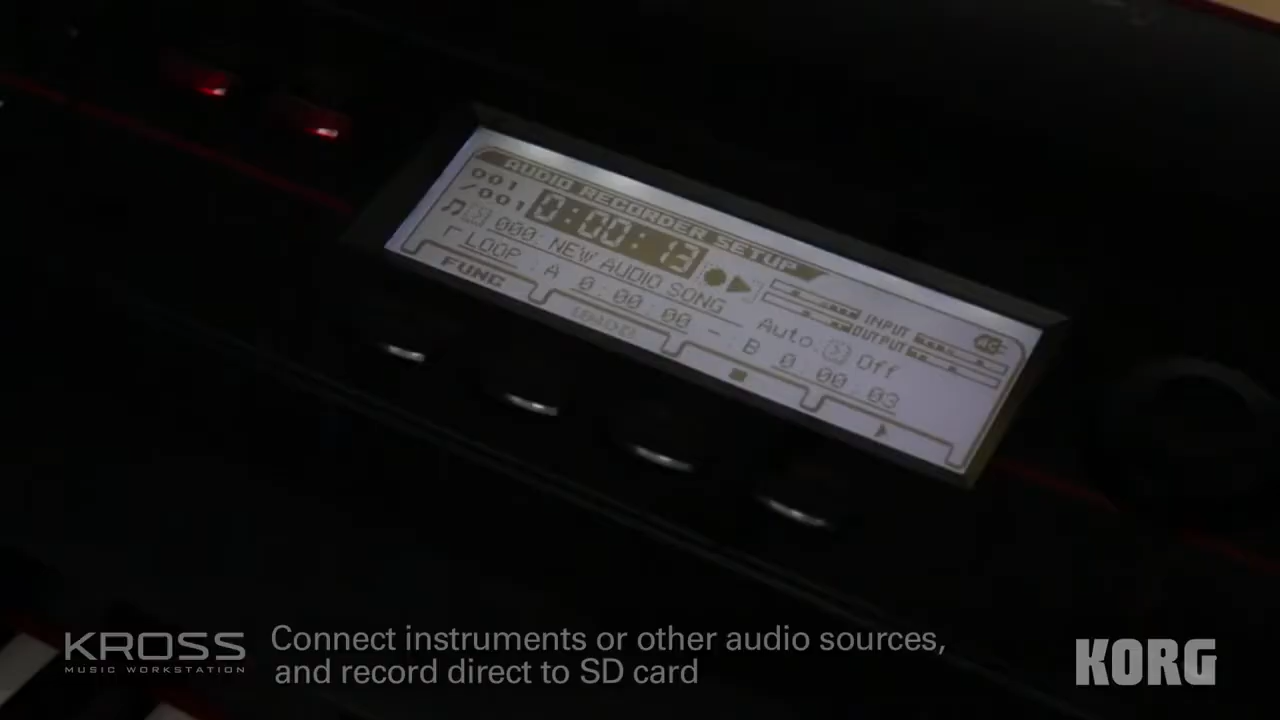 AUDIO RECORDER SETUP
001
/001
0:00:13
000: NEW AUDIO SONG
INPUT
OUTPUT
LOOP : A 0:00:00 - : B 0:00:03
Auto. Off
FUNC
KROSS
MUSIC WORKSTATION
Connect instruments or other audio sources,
and record direct to SD card
KORG